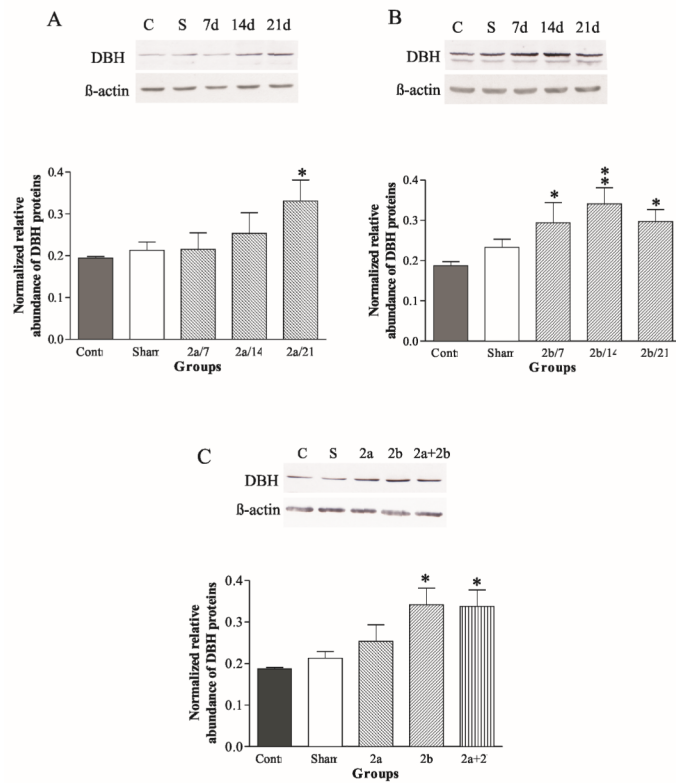 A
C S 7d 14d 21d
DBH
ß-actin
Normalized relative
abundance of DBH proteins
0.4
0.3
0.2
0.1
0.0
*
Conti Sham 2a/7 2a/14 2a/21
Groups
B
C S 7d 14d 21d
DBH
ß-actin
Normalized relative
abundance of DBH proteins
0.4
0.3
0.2
0.1
0.0
* ** *
Conti Sham 2b/7 2b/14 2b/21
Groups
C
C S 2a 2b 2a+2b
DBH
ß-actin
Normalized relative
abundance of DBH proteins
0.4
0.3
0.2
0.1
0.0
* *
Conti Sham 2a 2b 2a+2
Groups